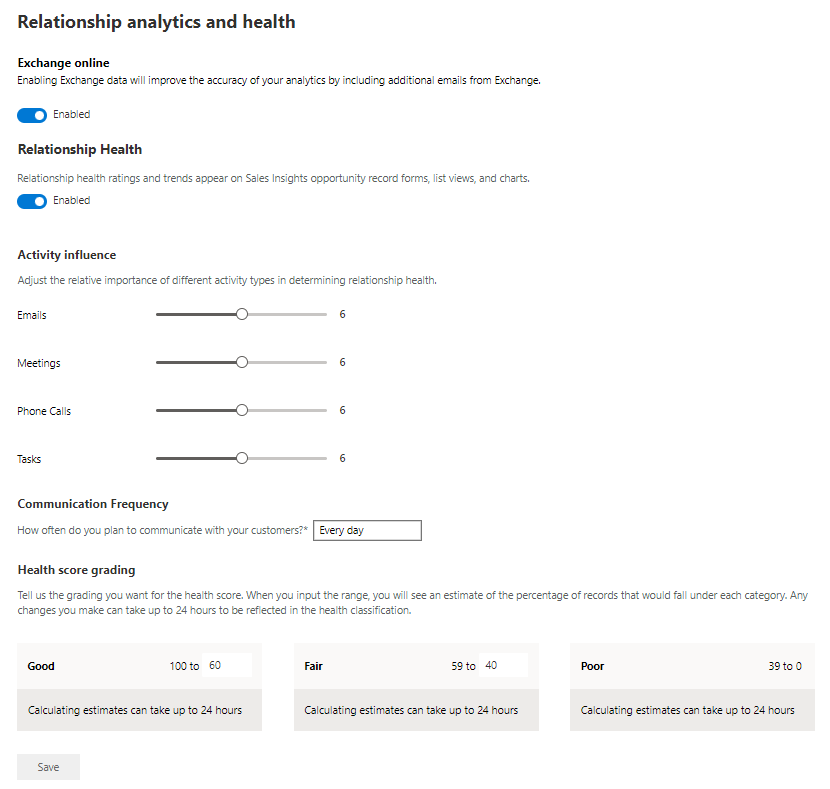 Relationship analytics and health
Exchange online
Enabling Exchange data will improve the accuracy of your analytics by including additional emails from Exchange.
Enabled
Relationship Health
Relationship health ratings and trends appear on Sales Insights opportunity record forms, list views, and charts.
Enabled
Activity influence
Adjust the relative importance of different activity types in determining relationship health.
Emails 6
Meetings 6
Phone Calls 6
Tasks 6
Communication Frequency
How often do you plan to communicate with your customers?* Every day
Health score grading
Tell us the grading you want for the health score. When you input the range, you will see an estimate of the percentage of records that would fall under each category. Any
changes you make can take up to 24 hours to be reflected in the health classification.
Good 100 to 60
Calculating estimates can take up to 24 hours
Fair 59 to 40
Calculating estimates can take up to 24 hours
Poor 39 to 0
Calculating estimates can take up to 24 hours
Save